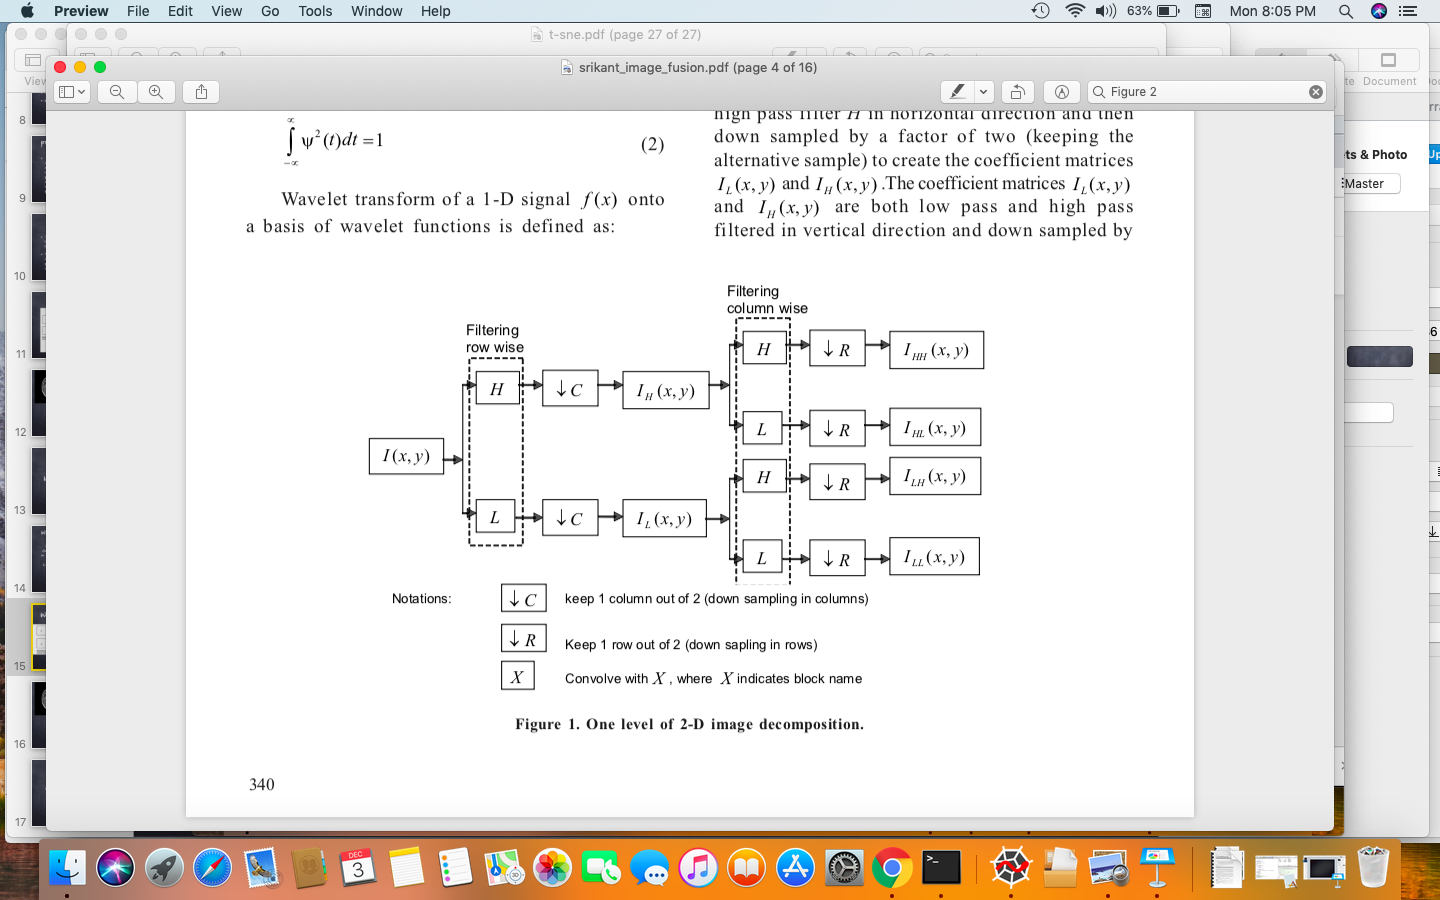 Preview File Edit View Go Tools Window Help 63% Mon 8:05 PM
t-sne.pdf (page 27 of 27)
srikant_image_fusion.pdf (page 4 of 16)
View
Document
Figure 2
8
9
10
11
12
13
14
15
16
17
ets & Photo
Master
∫ ψ²(t)dt = 1 (2)
-∞
∞
Wavelet transform of a 1-D signal f(x) onto
a basis of wavelet functions is defined as:
high pass filter H in horizontal direction and then
down sampled by a factor of two (keeping the
alternative sample) to create the coefficient matrices
I_L(x, y) and I_H(x, y) .The coefficient matrices I_L(x, y)
and I_H(x, y) are both low pass and high pass
filtered in vertical direction and down sampled by
Filtering
column wise
Filtering
row wise
H ↓ R I_HH (x, y)
H ↓ C I_H (x, y)
L ↓ R I_HL (x, y)
I(x, y)
H ↓ R I_LH (x, y)
L ↓ C I_L (x, y)
L ↓ R I_LL (x, y)
Notations: ↓ C keep 1 column out of 2 (down sampling in columns)
↓ R Keep 1 row out of 2 (down sapling in rows)
X Convolve with X , where X indicates block name
Figure 1. One level of 2-D image decomposition.
340
DEC
3